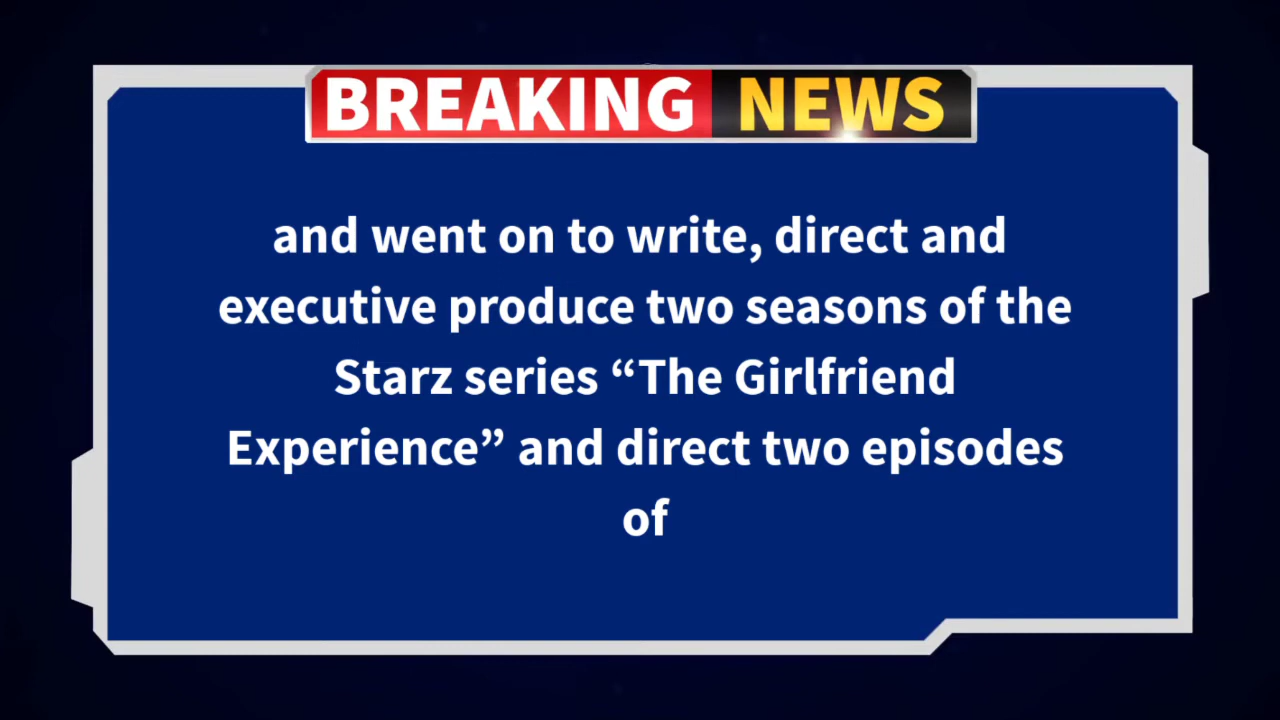 BREAKING NEWS
and went on to write, direct and
executive produce two seasons of the
Starz series “The Girlfriend
Experience” and direct two episodes
of